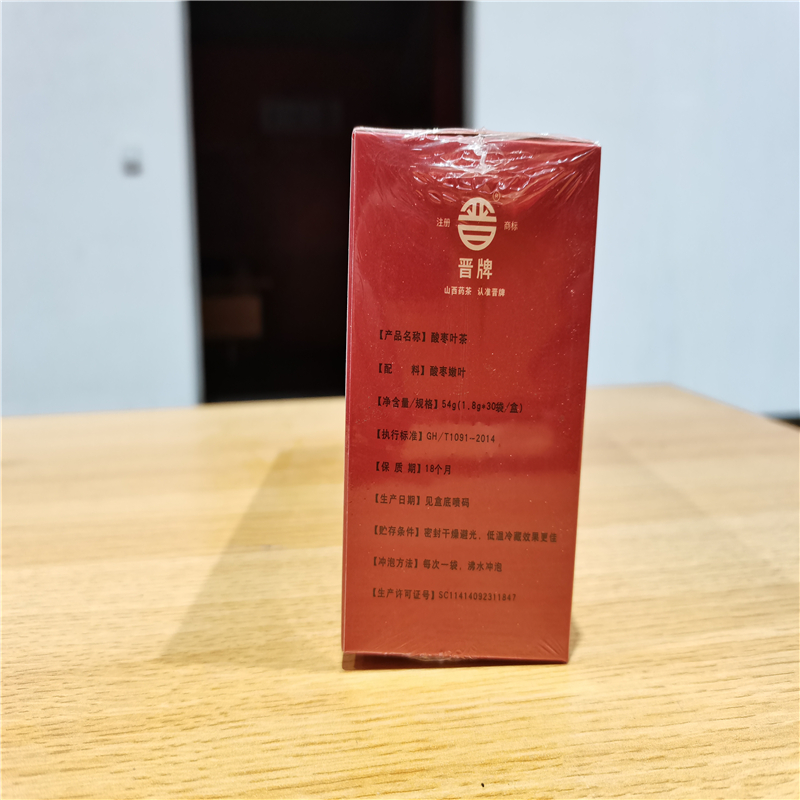 ®
注册 商标
晋牌
山西药茶 认准晋牌
【产品名称】酸枣叶茶
【配 料】酸枣嫩叶
【净含量/规格】54g(1.8g*30袋/盒)
【执行标准】GH/T1091-2014
【保 质 期】18个月
【生产日期】见盒底喷码
【贮存条件】密封干燥避光，低温冷藏效果更佳
【冲泡方法】每次一袋，沸水冲泡
【生产许可证号】SC11414092311847